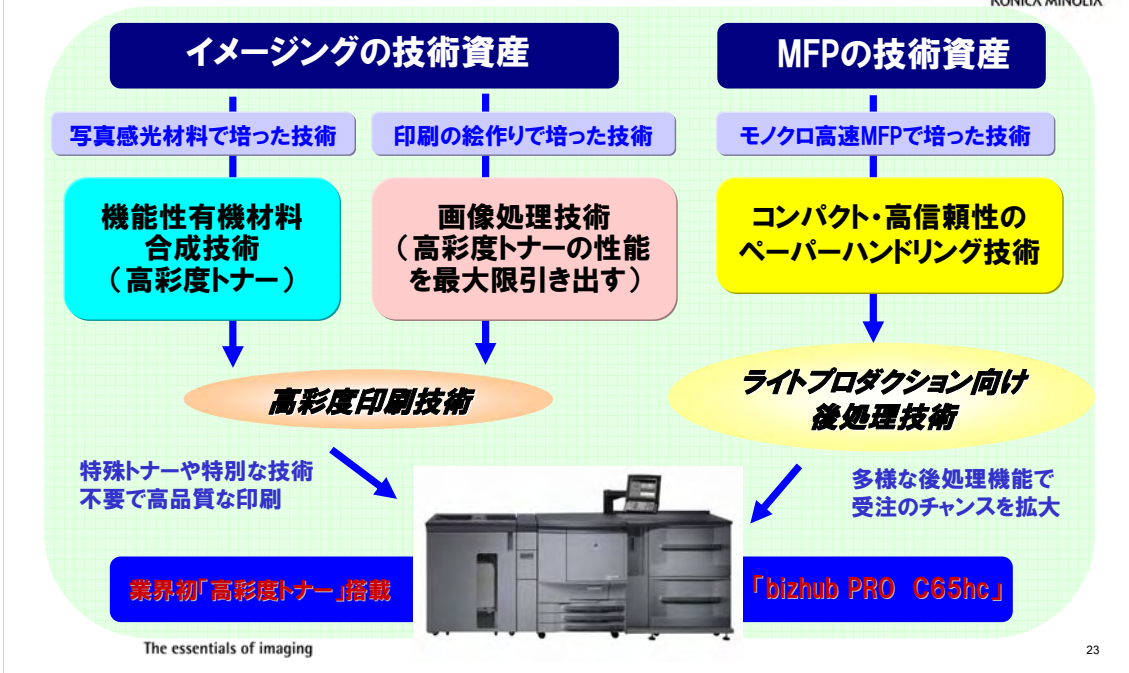 KONICA MINOLTA
イメージングの技術資産
MFPの技術資産
写真感光材料で培った技術
印刷の絵作りで培った技術
モノクロ高速MFPで培った技術
機能性有機材料
合成技術
(高彩度トナー)
画像処理技術
(高彩度トナーの性能
を最大限引き出す)
コンパクト・高信頼性の
ペーパーハンドリング技術
高彩度印刷技術
ライトプロダクション向け
後処理技術
特殊トナーや特別な技術
不要で高品質な印刷
多様な後処理機能で
受注のチャンスを拡大
業界初「高彩度トナー」搭載
「bizhub PRO C65hc」
The essentials of imaging
23